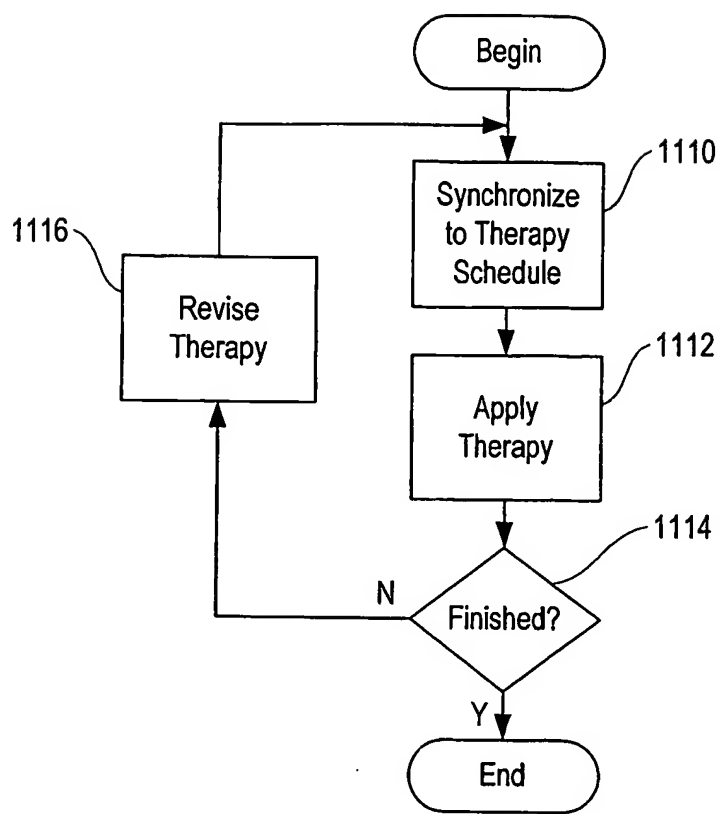 Begin
1110
Synchronize
to Therapy
Schedule
1116
Revise
Therapy
1112
Apply
Therapy
1114
N
Finished?
Y
End